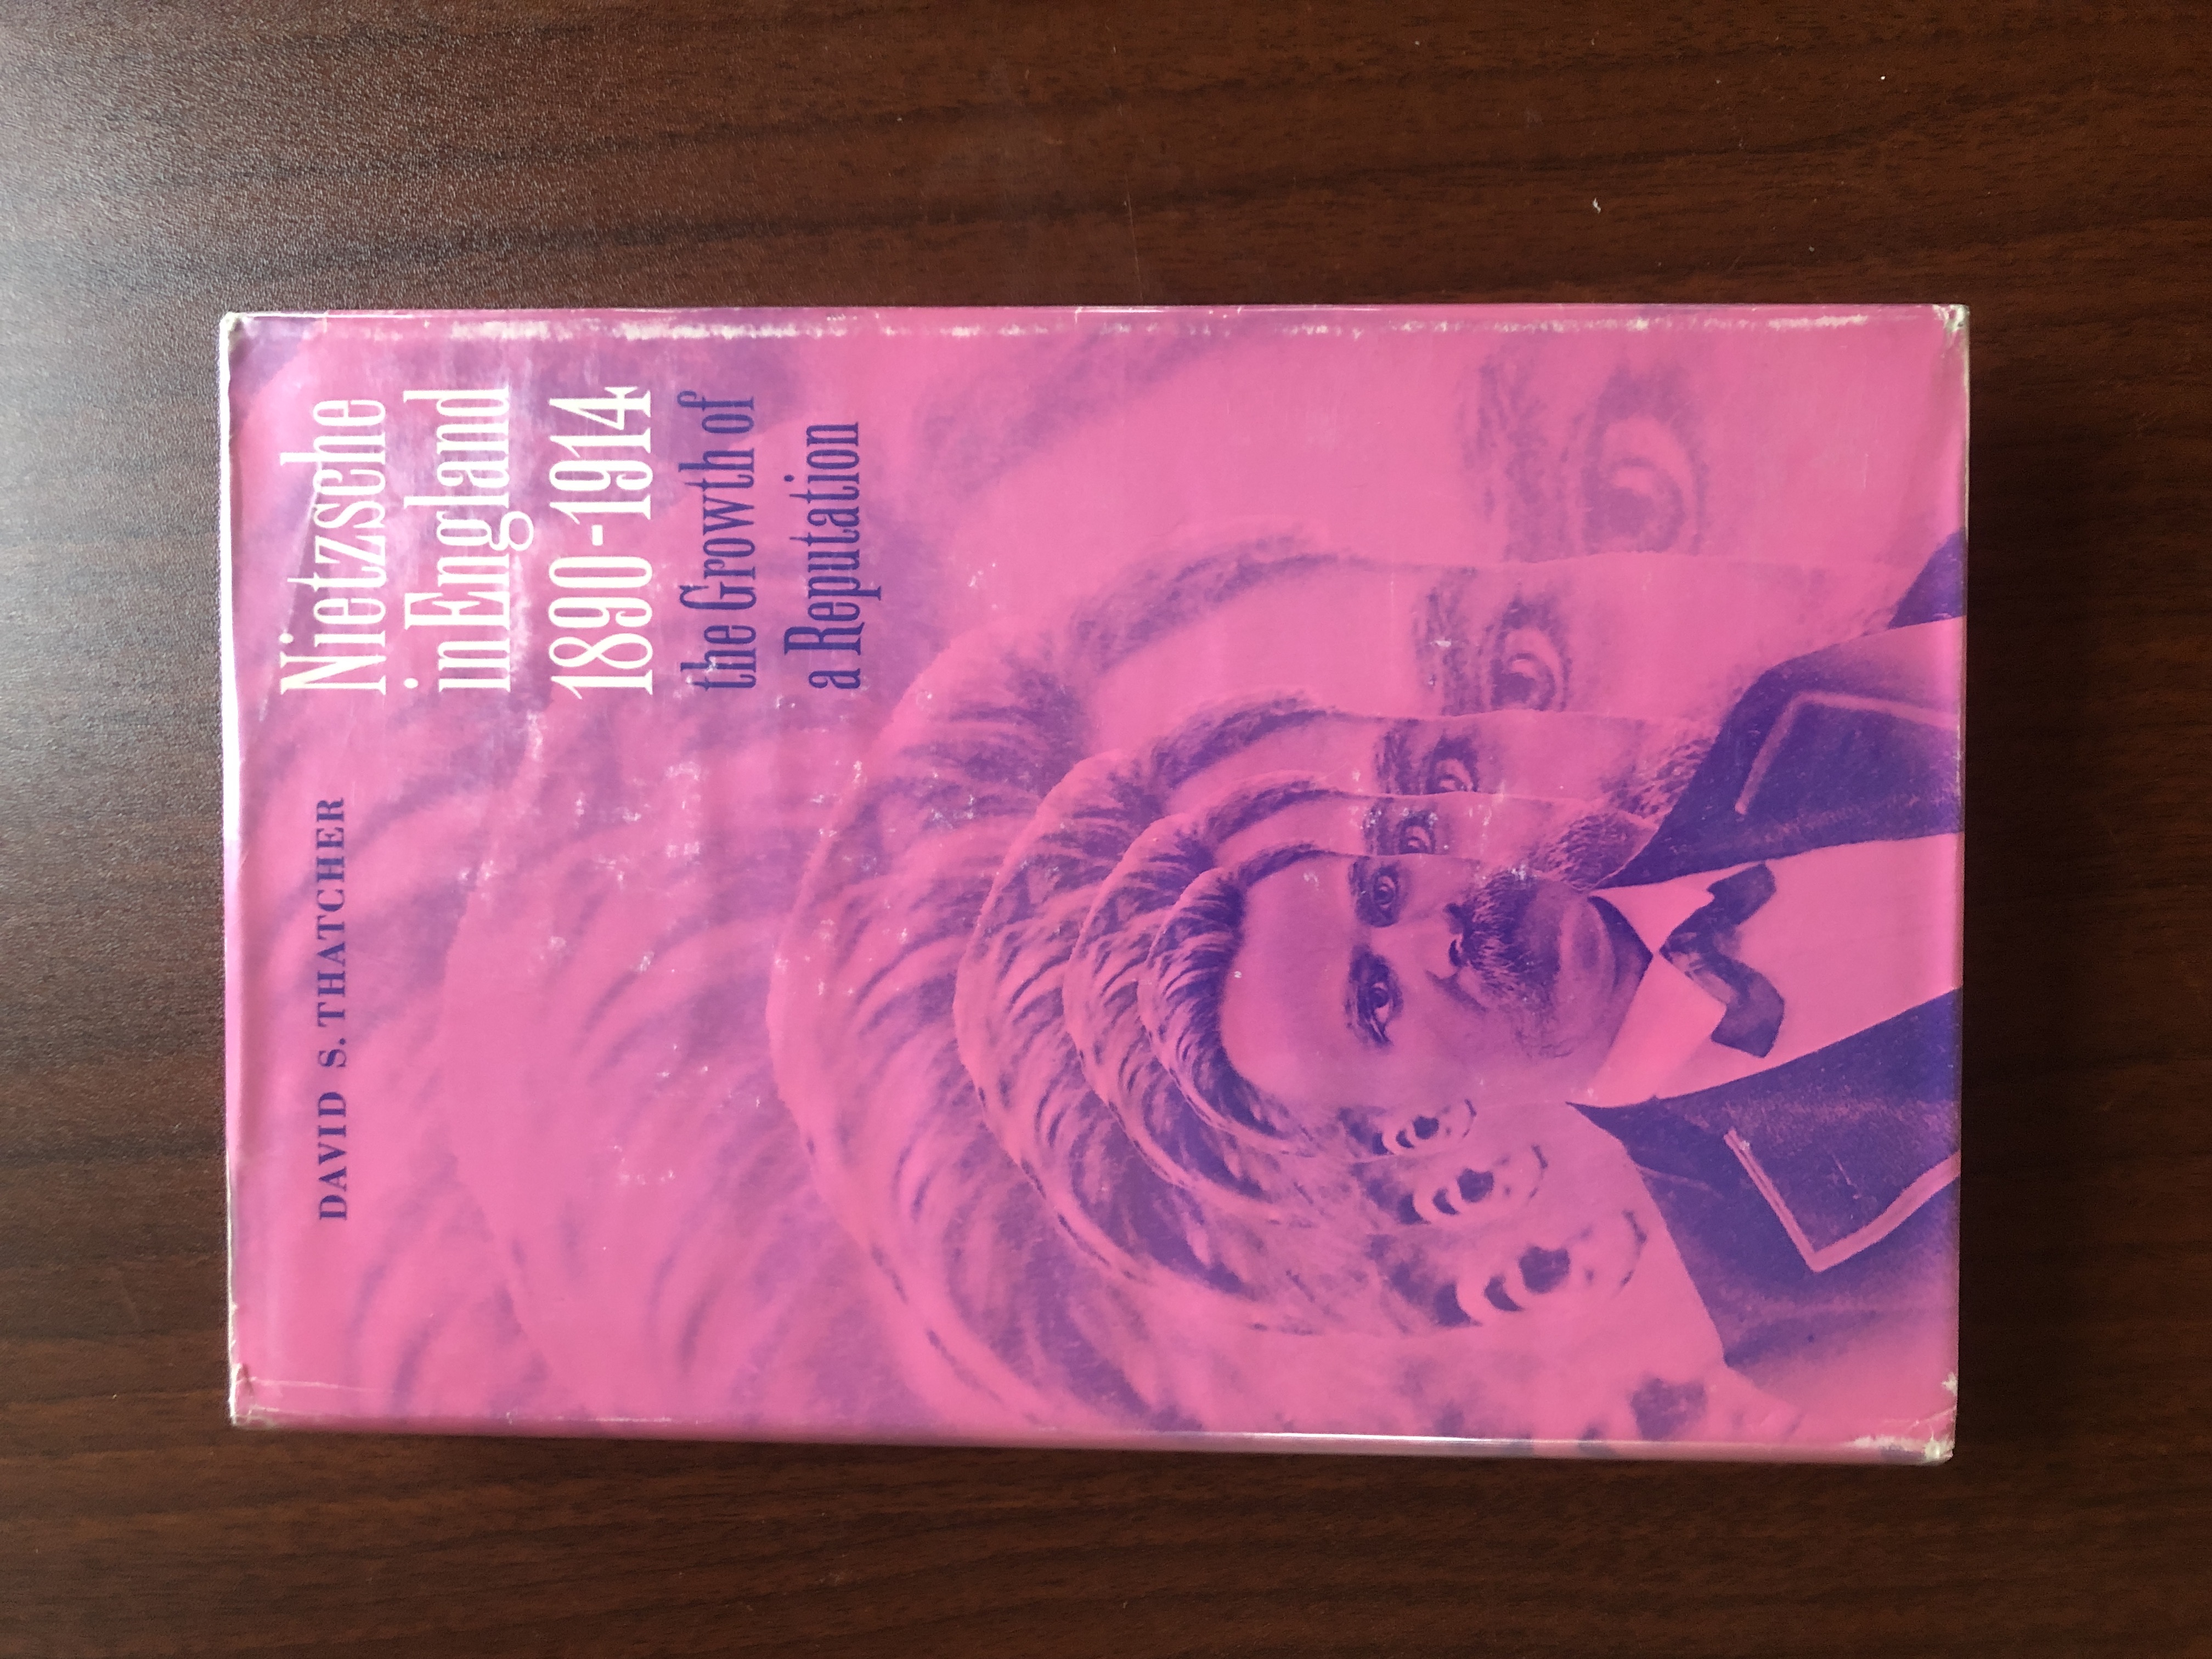 DAVID S. THATCHER
Nietzsche
in England
1890-1914
the Growth of
a Reputation